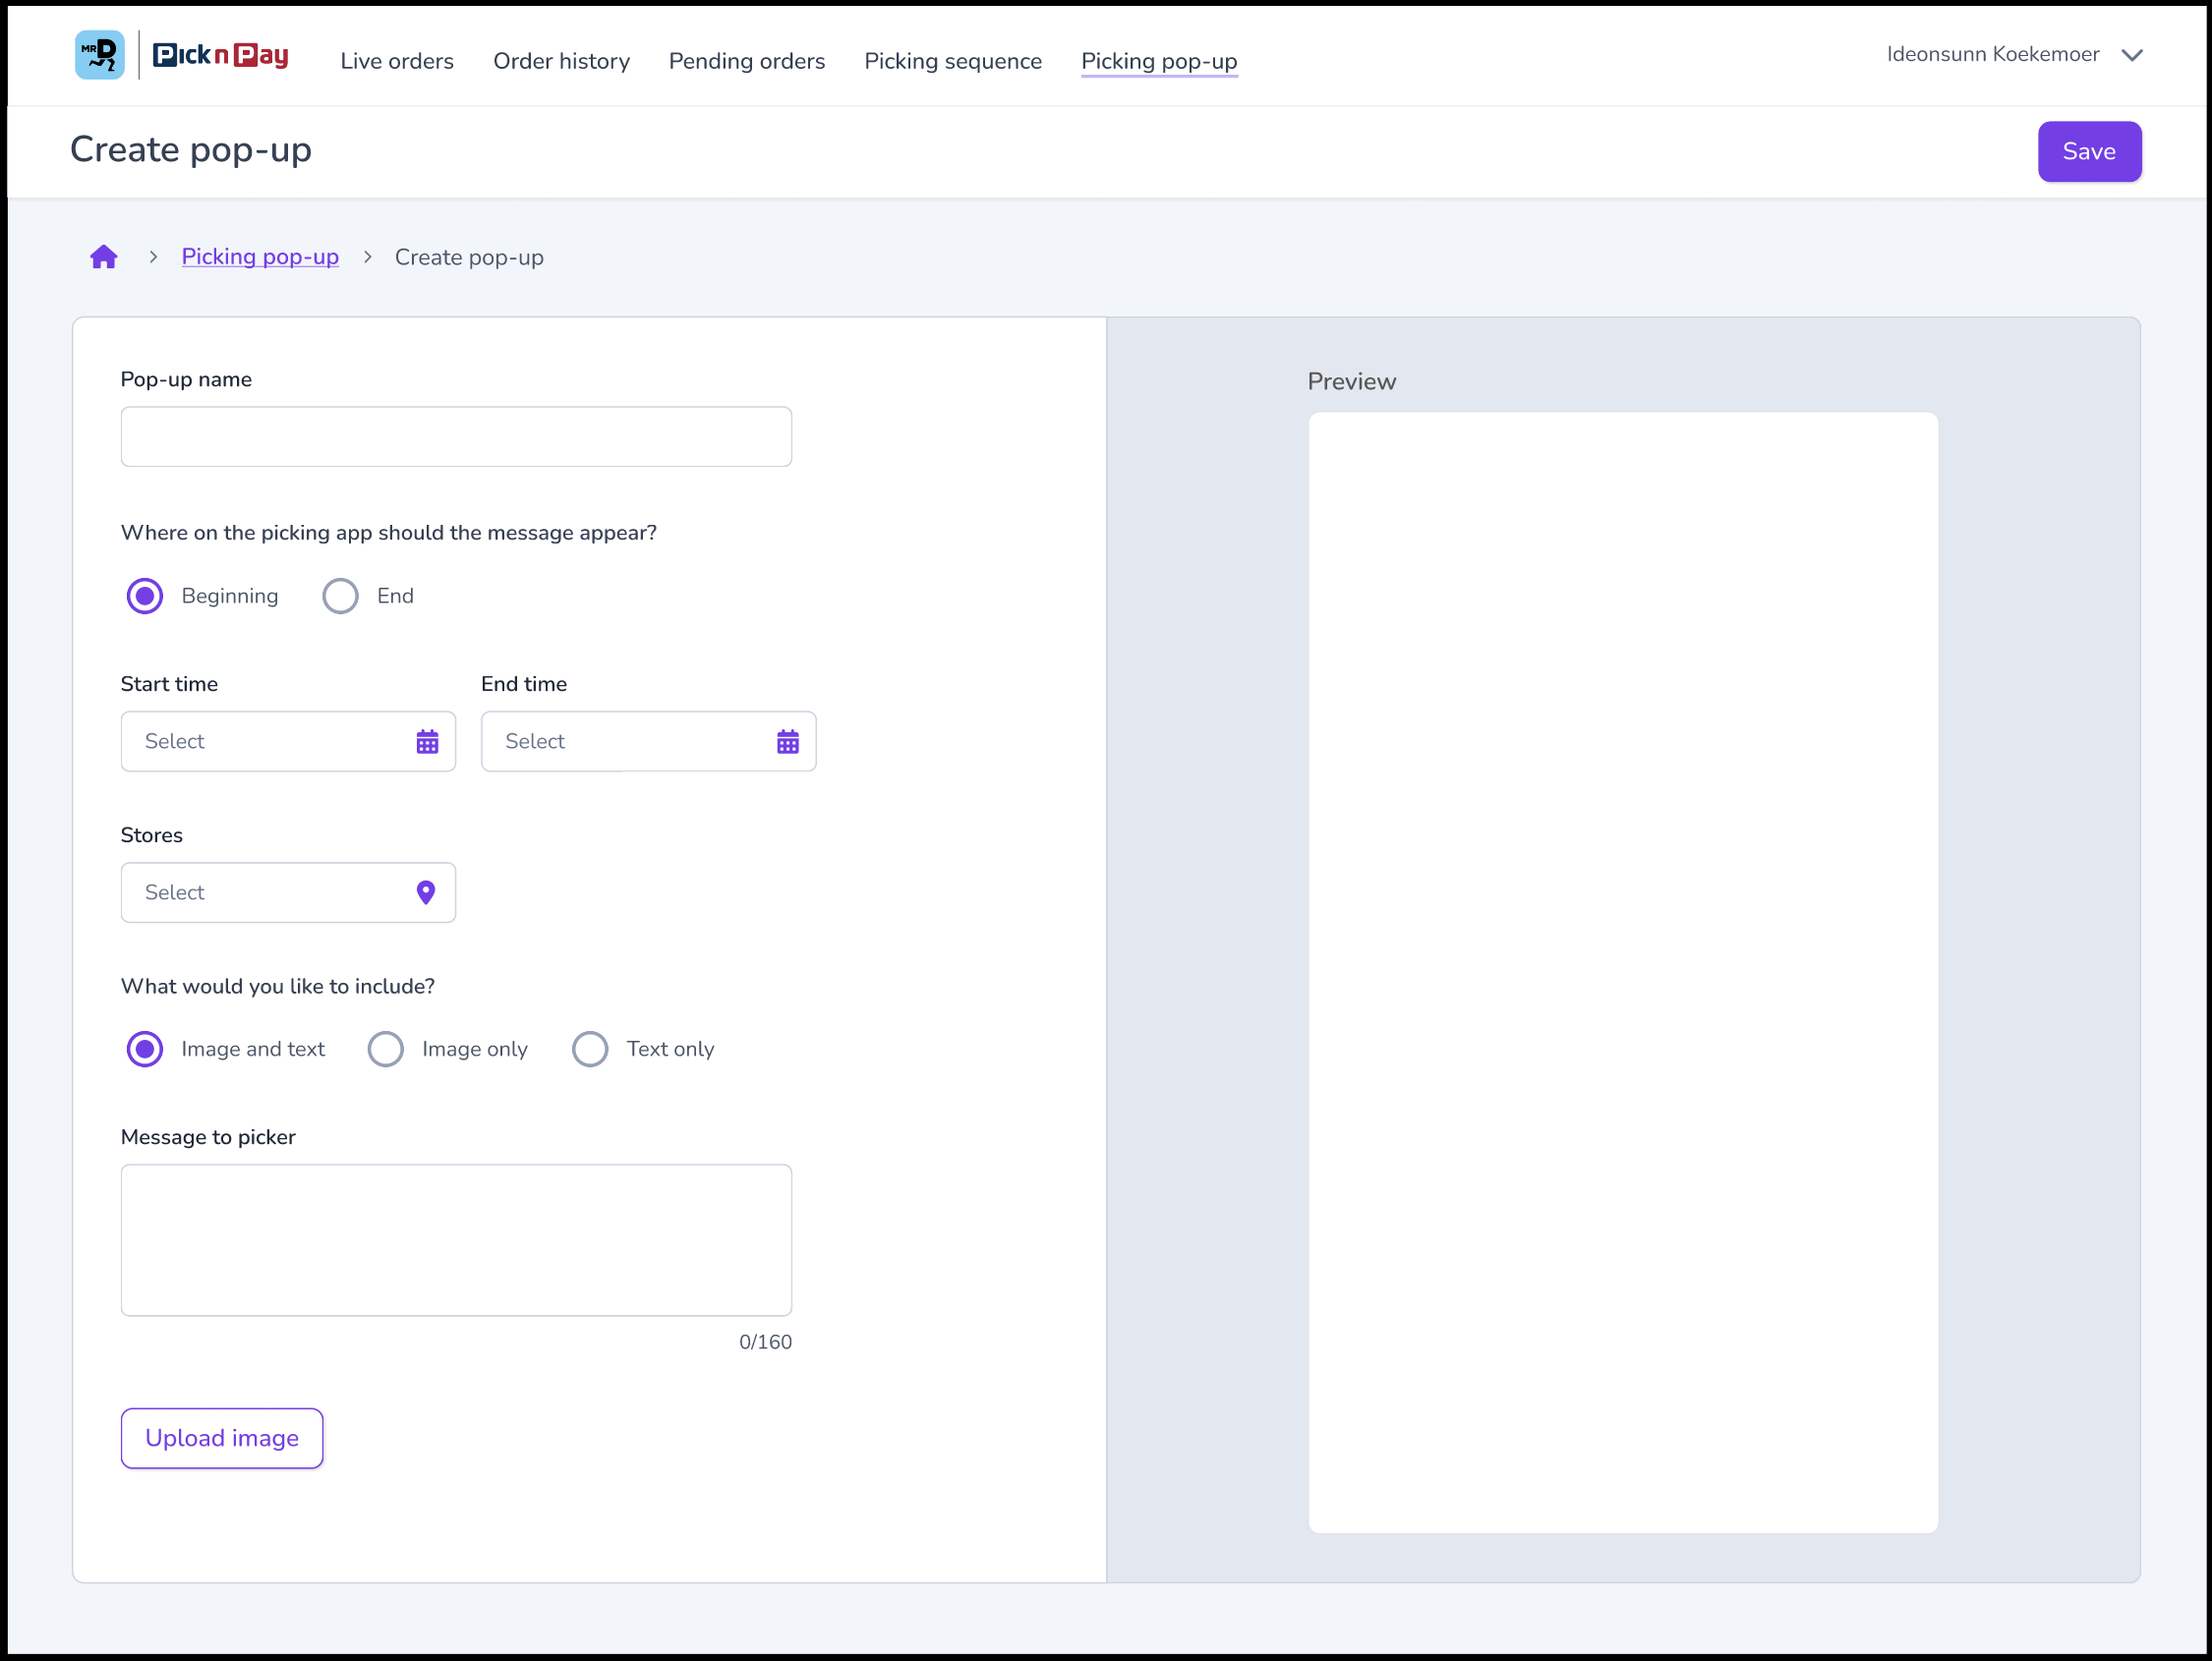 MR D
Pick n Pay
Live orders
Order history
Pending orders
Picking sequence
Picking pop-up
Ideonsunn Koekemoer
Create pop-up
Save
Picking pop-up > Create pop-up
Pop-up name
Preview
Where on the picking app should the message appear?
Beginning
End
Start time
End time
Select
Select
Stores
Select
What would you like to include?
Image and text
Image only
Text only
Message to picker
0/160
Upload image